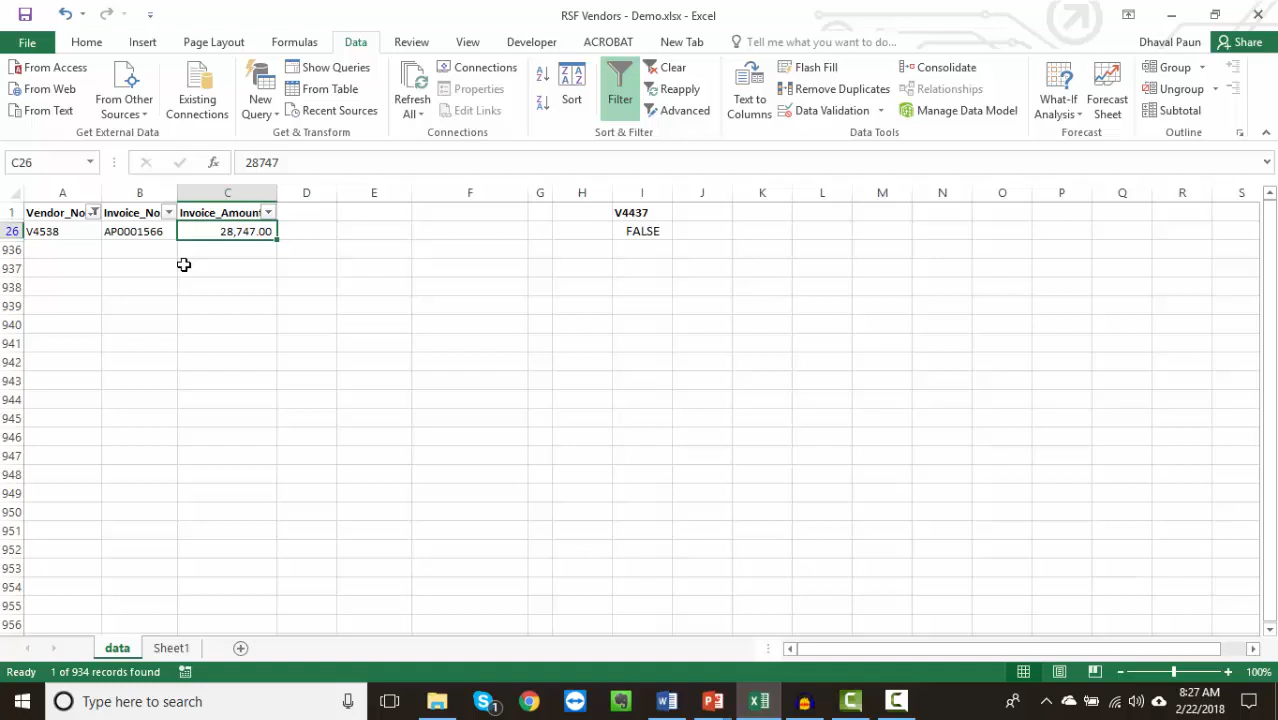 RSF Vendors - Demo.xlsx - Excel
File Home Insert Page Layout Formulas Data Review View Developer ACROBAT New Tab Tell me what you want to do... Dhaval Paun Share
From Access
From Web
From Text
From Other Sources
Existing Connections
Get External Data
New Query
Show Queries
From Table
Recent Sources
Get & Transform
Refresh All
Connections
Properties
Edit Links
Connections
Sort
Filter
Clear
Reapply
Advanced
Sort & Filter
Text to Columns
Flash Fill
Remove Duplicates
Data Validation
Consolidate
Relationships
Manage Data Model
Data Tools
What-If Analysis
Forecast Sheet
Forecast
Group
Ungroup
Subtotal
Outline
C26 fx 28747
A B C D E F G H I J K L M N O P Q R S
1 Vendor_No Invoice_No Invoice_Amount V4437
26 V4538 AP0001566 28,747.00 FALSE
936
937
938
939
940
941
942
943
944
945
946
947
948
949
950
951
952
953
954
955
956
data Sheet1
Ready 1 of 934 records found 100%
Type here to search
1
8:27 AM
2/22/2018